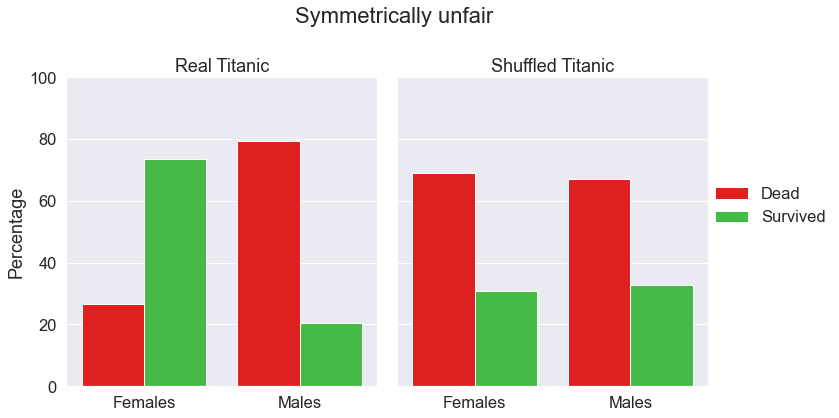 Symmetrically unfair
Real Titanic
Shuffled Titanic
Percentage
100
80
60
40
20
0
Females
Males
Females
Males
Dead
Survived